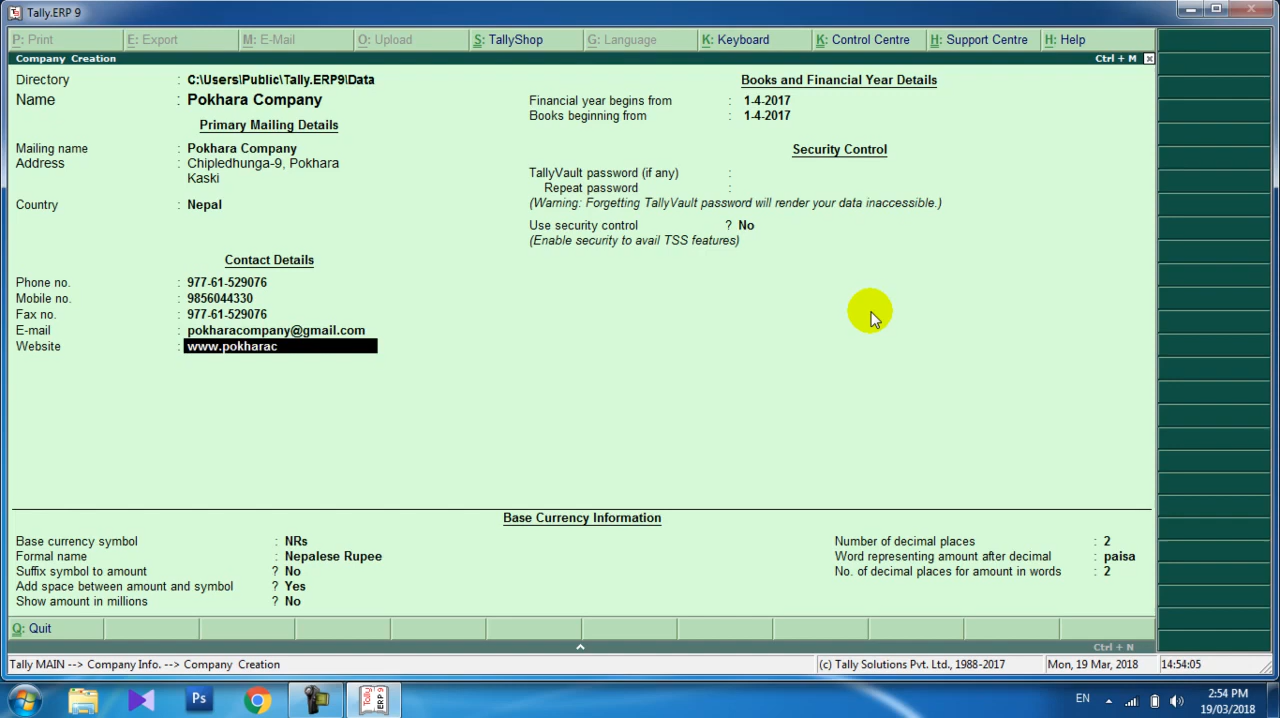 Tally.ERP 9
P: Print E: Export M: E-Mail O: Upload S: TallyShop G: Language K: Keyboard K: Control Centre H: Support Centre H: Help
Company Creation Ctrl + M x
Directory : C:\Users\Public\Tally.ERP9\Data
Name : Pokhara Company
Primary Mailing Details
Mailing name : Pokhara Company
Address : Chipledhunga-9, Pokhara
Kaski
Country : Nepal
Contact Details
Phone no. : 977-61-529076
Mobile no. : 9856044330
Fax no. : 977-61-529076
E-mail : pokharacompany@gmail.com
Website : www.pokharac
Books and Financial Year Details
Financial year begins from : 1-4-2017
Books beginning from : 1-4-2017
Security Control
TallyVault password (if any) :
Repeat password :
(Warning: Forgetting TallyVault password will render your data inaccessible.)
Use security control ? No
(Enable security to avail TSS features)
Base Currency Information
Base currency symbol : NRs
Formal name : Nepalese Rupee
Suffix symbol to amount ? No
Add space between amount and symbol ? Yes
Show amount in millions ? No
Number of decimal places : 2
Word representing amount after decimal : paisa
No. of decimal places for amount in words : 2
Q: Quit
Ctrl + N
Tally MAIN --> Company Info. --> Company Creation (c) Tally Solutions Pvt. Ltd., 1988-2017 Mon, 19 Mar, 2018 14:54:05
Ps Tally ERP 9 EN 2:54 PM
19/03/2018